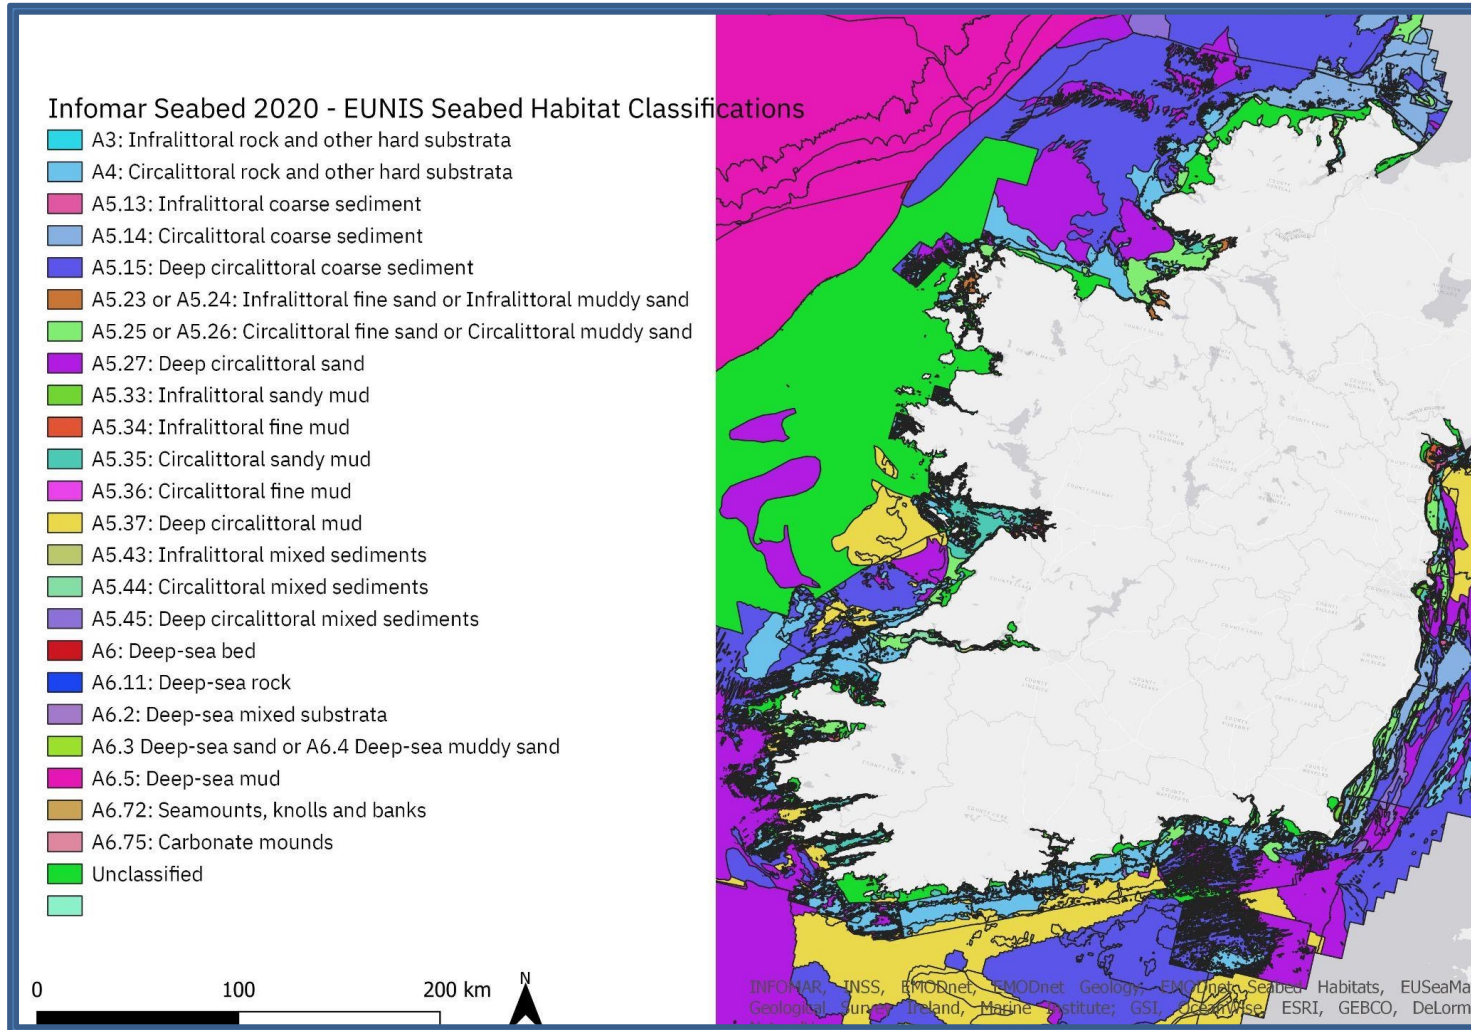 Infomar Seabed 2020 - EUNIS Seabed Habitat Classifications
A3: Infralittoral rock and other hard substrata
A4: Circalittoral rock and other hard substrata
A5.13: Infralittoral coarse sediment
A5.14: Circalittoral coarse sediment
A5.15: Deep circalittoral coarse sediment
A5.23 or A5.24: Infralittoral fine sand or Infralittoral muddy sand
A5.25 or A5.26: Circalittoral fine sand or Circalittoral muddy sand
A5.27: Deep circalittoral sand
A5.33: Infralittoral sandy mud
A5.34: Infralittoral fine mud
A5.35: Circalittoral sandy mud
A5.36: Circalittoral fine mud
A5.37: Deep circalittoral mud
A5.43: Infralittoral mixed sediments
A5.44: Circalittoral mixed sediments
A5.45: Deep circalittoral mixed sediments
A6: Deep-sea bed
A6.11: Deep-sea rock
A6.2: Deep-sea mixed substrata
A6.3 Deep-sea sand or A6.4 Deep-sea muddy sand
A6.5: Deep-sea mud
A6.72: Seamounts, knolls and banks
A6.75: Carbonate mounds
Unclassified
0 100 200 km
N
INFOMAR, INSS, EMODnet, EMODnet Geology, EMODnet Seabed Habitats, EUSeaMa
Geological Survey Ireland, Marine Institute; GSI, OceanWise, ESRI, GEBCO, DeLorm